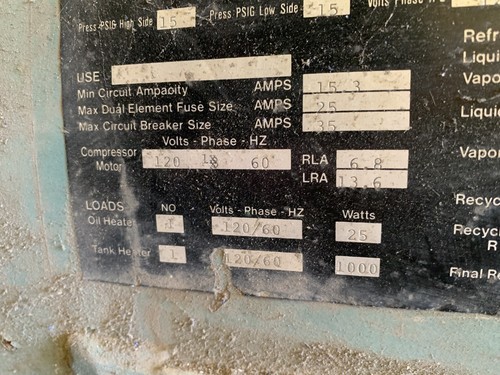 Press PSIG High Side 15 Press PSIG Low Side 15 Volts Phase
USE
Min Circuit Ampacity AMPS 15.3
Max Dual Element Fuse Size AMPS 25
Max Circuit Breaker Size AMPS 35
Volts - Phase - HZ
Compressor Motor 120 60 RLA 6.8
LRA 13.6
LOADS NO Volts - Phase - HZ Watts
Oil Heater 1 120/60 25
Tank Heater 1 120/60 1000
Refr
Liqui
Vapo
Liquid
Vapor
Recyc
Recyc
R
Final Re